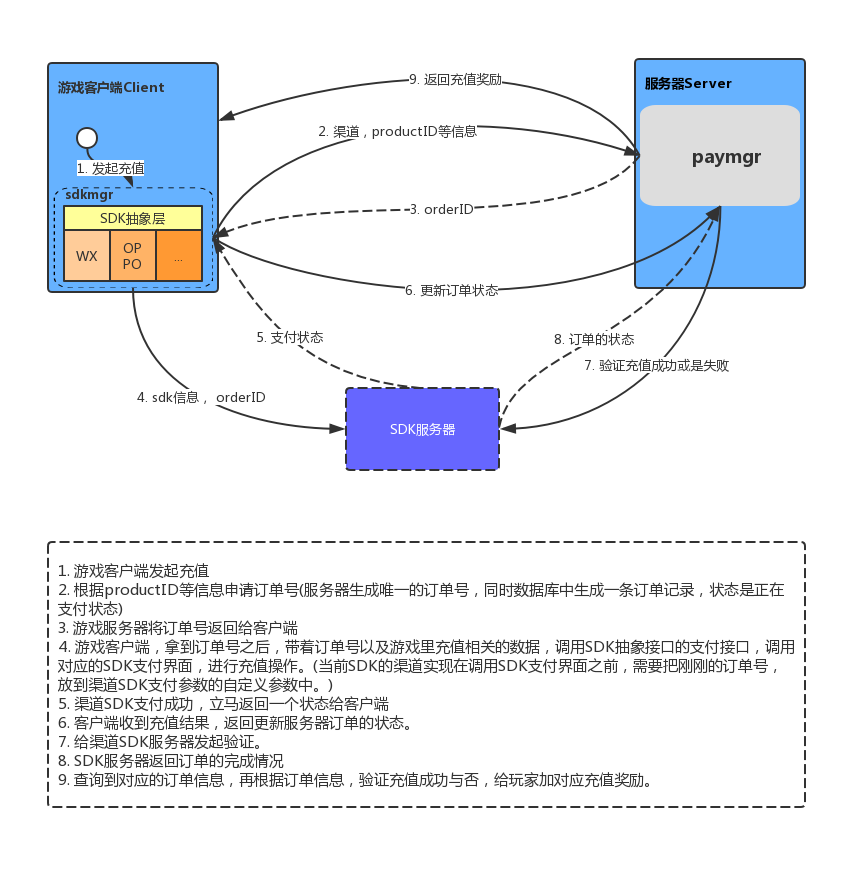 游戏客户端Client
服务器Server
9. 返回充值奖励
2. 渠道，productID等信息
paymgr
1. 发起充值
sdkmgr
3. orderID
SDK抽象层
WX
OP
PO
...
6. 更新订单状态
5. 支付状态
8. 订单的状态
7. 验证充值成功或是失败
4. sdk信息， orderID
SDK服务器
1. 游戏客户端发起充值
2. 根据productID等信息申请订单号(服务器生成唯一的订单号，同时数据库中生成一条订单记录，状态是正在
支付状态)
3. 游戏服务器将订单号返回给客户端
4. 游戏客户端，拿到订单号之后，带着订单号以及游戏里充值相关的数据，调用SDK抽象接口的支付接口，调用
对应的SDK支付界面，进行充值操作。(当前SDK的渠道实现在调用SDK支付界面之前，需要把刚刚的订单号，
放到渠道SDK支付参数的自定义参数中。)
5. 渠道SDK支付成功，立马返回一个状态给客户端
6. 客户端收到充值结果，返回更新服务器订单的状态。
7. 给渠道SDK服务器发起验证。
8. SDK服务器返回订单的完成情况
9. 查询到对应的订单信息，再根据订单信息，验证充值成功与否，给玩家加对应充值奖励。